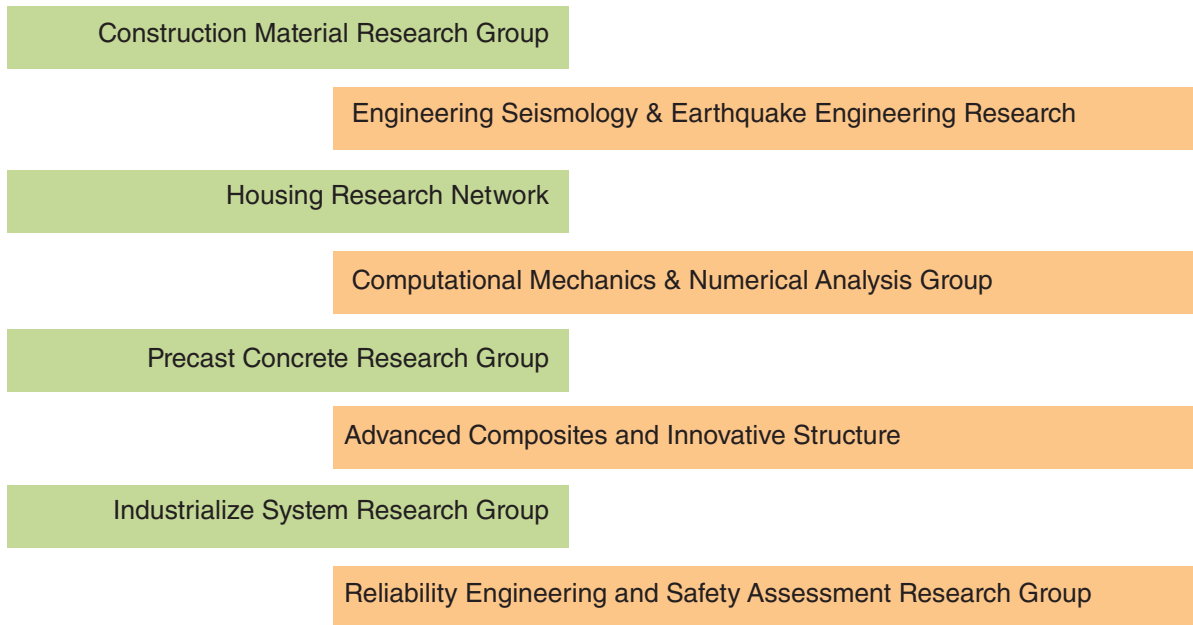 Construction Material Research Group
Engineering Seismology & Earthquake Engineering Research
Housing Research Network
Computational Mechanics & Numerical Analysis Group
Precast Concrete Research Group
Advanced Composites and Innovative Structure
Industrialize System Research Group
Reliability Engineering and Safety Assessment Research Group